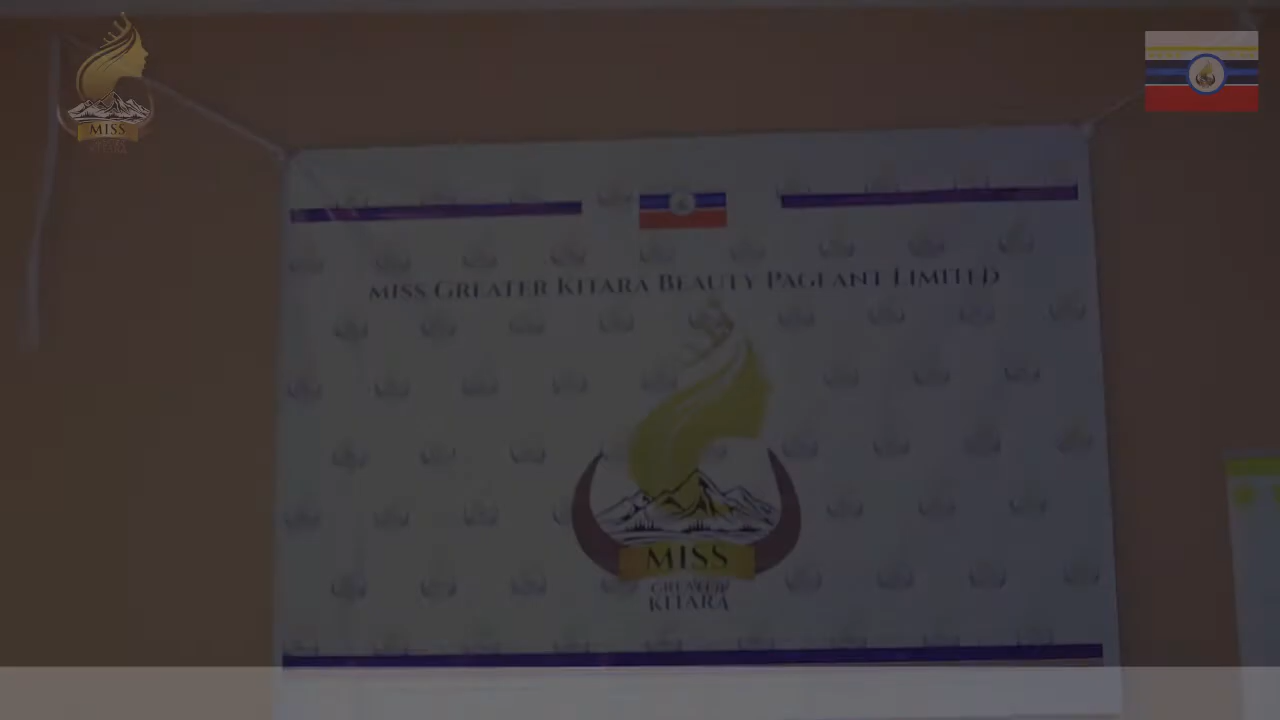 MISS
MISS GREATER KITARA BEAUTY PAGEANT LIMITED
MISS
GREATER
KITARA